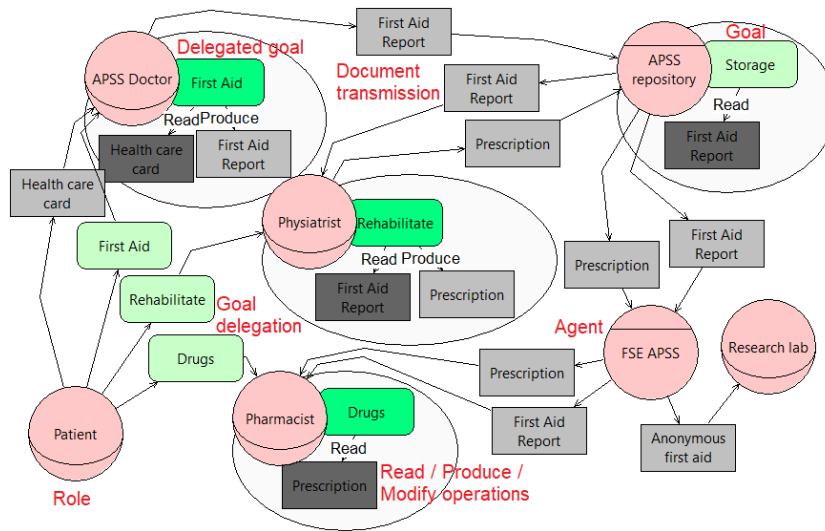 First Aid
Report
Delegated goal
Goal
APSS Doctor
First Aid
Document
transmission
First Aid
Report
APSS
repository
Storage
Read
Produce
Read
Health care
card
First Aid
Report
Prescription
First Aid
Report
Health care
card
Physiatrist
Rehabilitate
First Aid
Read
Produce
Prescription
First Aid
Report
Rehabilitate
First Aid
Report
Prescription
Goal
delegation
Agent
Drugs
FSE APSS
Research lab
Prescription
Patient
Pharmacist
Drugs
First Aid
Report
Anonymous
first aid
Read
Prescription
Read / Produce /
Modify operations
Role